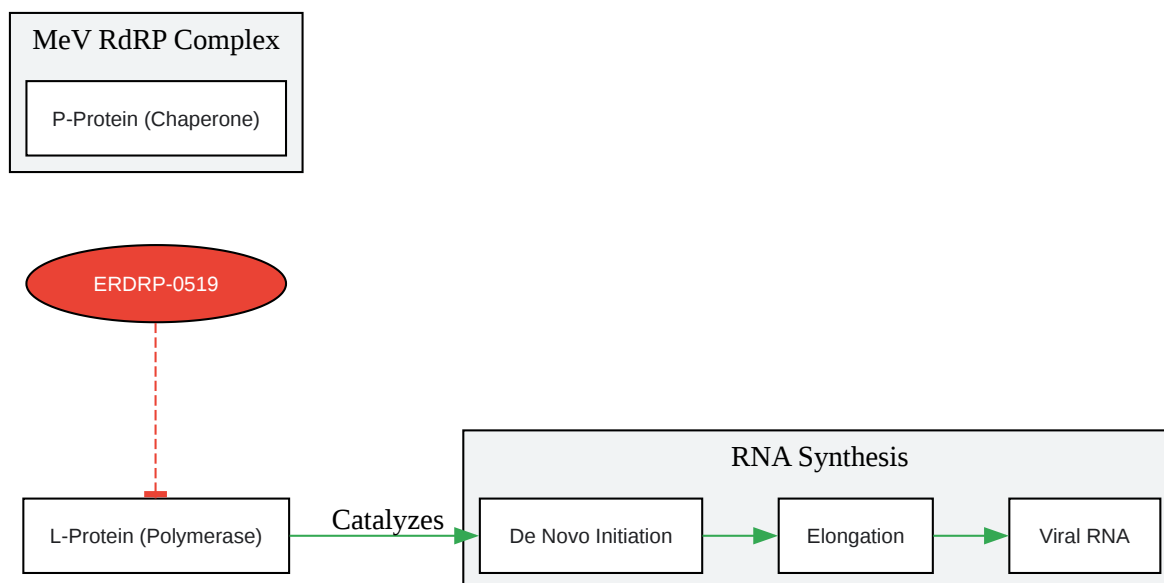 MeV RdRP Complex
P-Protein (Chaperone)
ERDRP-0519
RNA Synthesis
L-Protein (Polymerase)
Catalyzes
De Novo Initiation
Elongation
Viral RNA